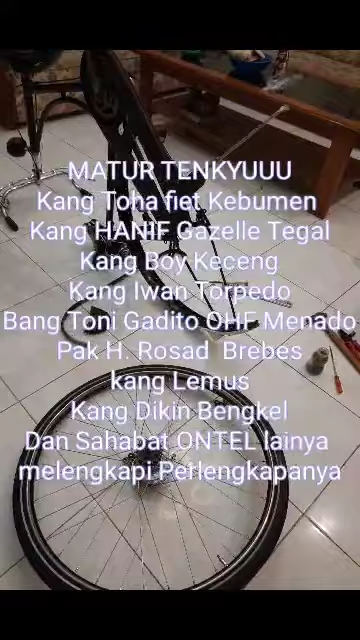 MATUR TENKYUUU
Kang Toha fiet Kebumen
Kang HANIF Gazelle Tegal
Kang Boy Keceng
Kang Iwan Torpedo
Bang Toni Gadito OHF Menado
Pak H. Rosad Brebes
kang Lemus
Kang Dikin Bengkel
Dan Sahabat ONTEL lainya
melengkapi Perlengkapanya